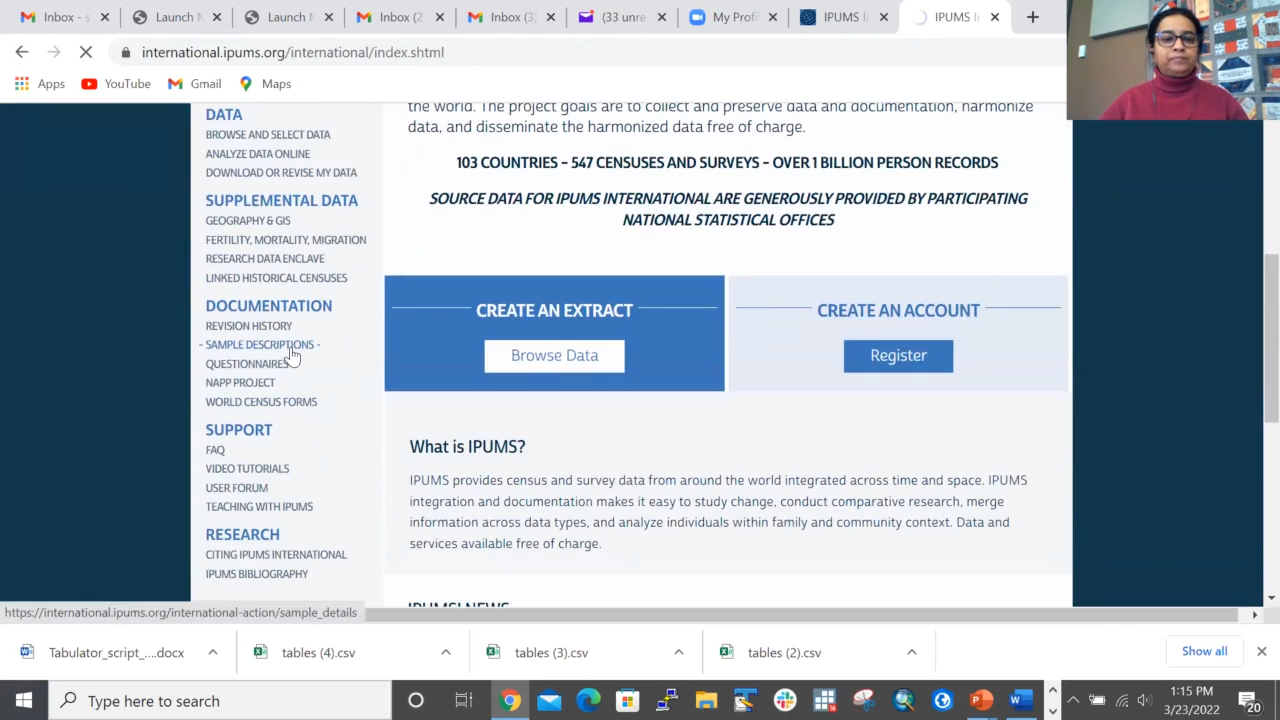 Inbox - s
Launch M
Launch M
Inbox (2,
Inbox (3)
(33 unre
My Profi
IPUMS I
IPUMS In
international.ipums.org/international/index.shtml
Apps
YouTube
Gmail
Maps
DATA
BROWSE AND SELECT DATA
ANALYZE DATA ONLINE
DOWNLOAD OR REVISE MY DATA
SUPPLEMENTAL DATA
GEOGRAPHY & GIS
FERTILITY, MORTALITY, MIGRATION
RESEARCH DATA ENCLAVE
LINKED HISTORICAL CENSUSES
DOCUMENTATION
REVISION HISTORY
- SAMPLE DESCRIPTIONS -
QUESTIONNAIRES
NAPP PROJECT
WORLD CENSUS FORMS
SUPPORT
FAQ
VIDEO TUTORIALS
USER FORUM
TEACHING WITH IPUMS
RESEARCH
CITING IPUMS INTERNATIONAL
IPUMS BIBLIOGRAPHY
the world. The project goals are to collect and preserve data and documentation, harmonize
data, and disseminate the harmonized data free of charge.
103 COUNTRIES – 547 CENSUSES AND SURVEYS – OVER 1 BILLION PERSON RECORDS
SOURCE DATA FOR IPUMS INTERNATIONAL ARE GENEROUSLY PROVIDED BY PARTICIPATING
NATIONAL STATISTICAL OFFICES
CREATE AN EXTRACT
Browse Data
CREATE AN ACCOUNT
Register
What is IPUMS?
IPUMS provides census and survey data from around the world integrated across time and space. IPUMS
integration and documentation makes it easy to study change, conduct comparative research, merge
information across data types, and analyze individuals within family and community context. Data and
services available free of charge.
IPUMSI NEWS
https://international.ipums.org/international-action/sample_details
Tabulator_script_....docx
tables (4).csv
tables (3).csv
tables (2).csv
Show all
Type here to search
1:15 PM
3/23/2022
20